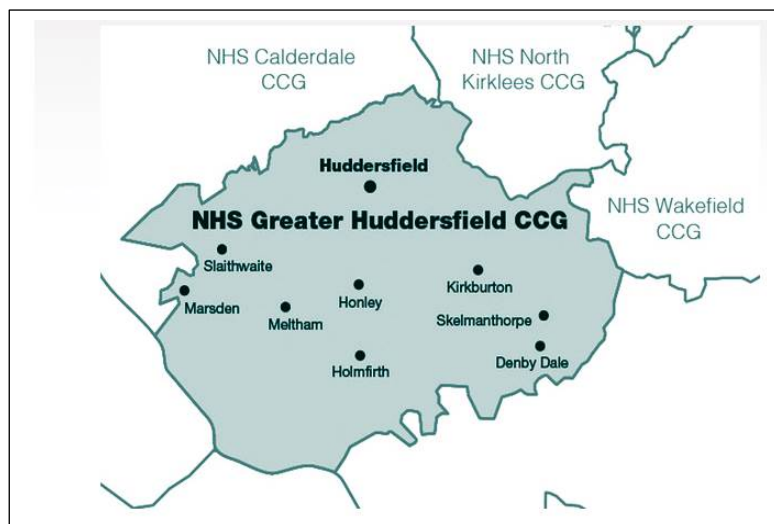 NHS Calderdale
CCG
NHS North
Kirklees CCG
Huddersfield
NHS Greater Huddersfield CCG
NHS Wakefield
CCG
Slaithwaite
Marsden
Meltham
Honley
Kirkburton
Skelmanthorpe
Holmfirth
Denby Dale